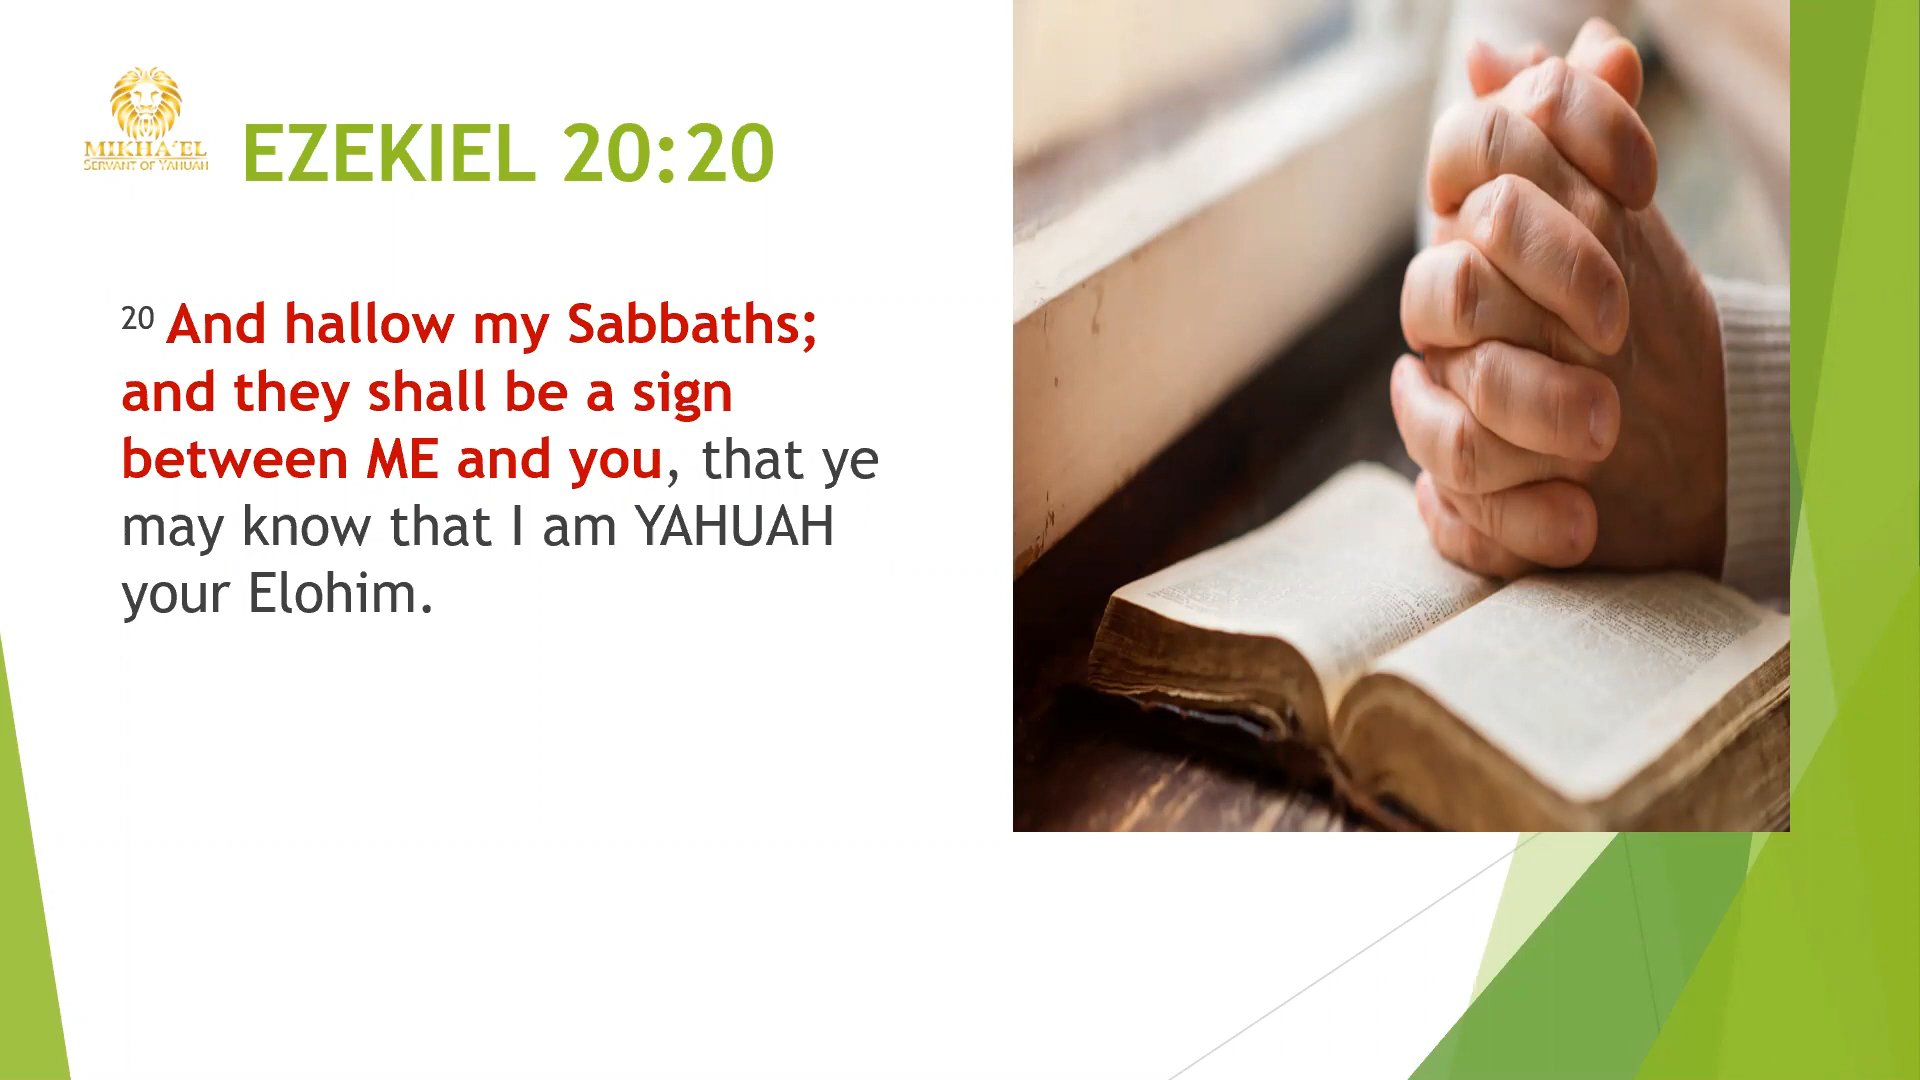 MIKHA'EL
SERVANT OF YAHUAH
EZEKIEL 20:20
20 And hallow my Sabbaths;
and they shall be a sign
between ME and you, that ye
may know that I am YAHUAH
your Elohim.